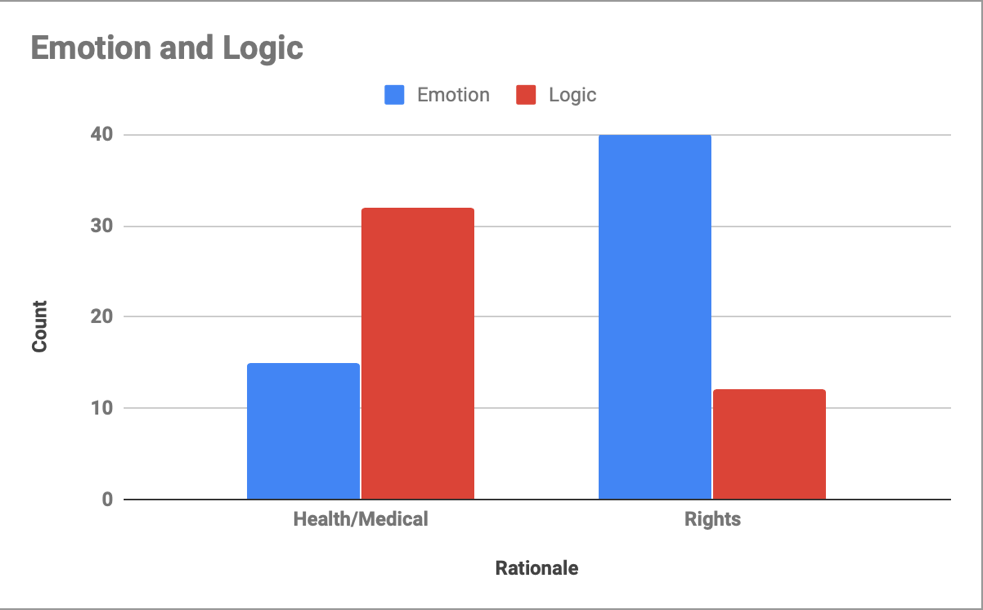 Emotion and Logic
Emotion Logic
40
30
20
10
0
Count
Health/Medical Rights
Rationale